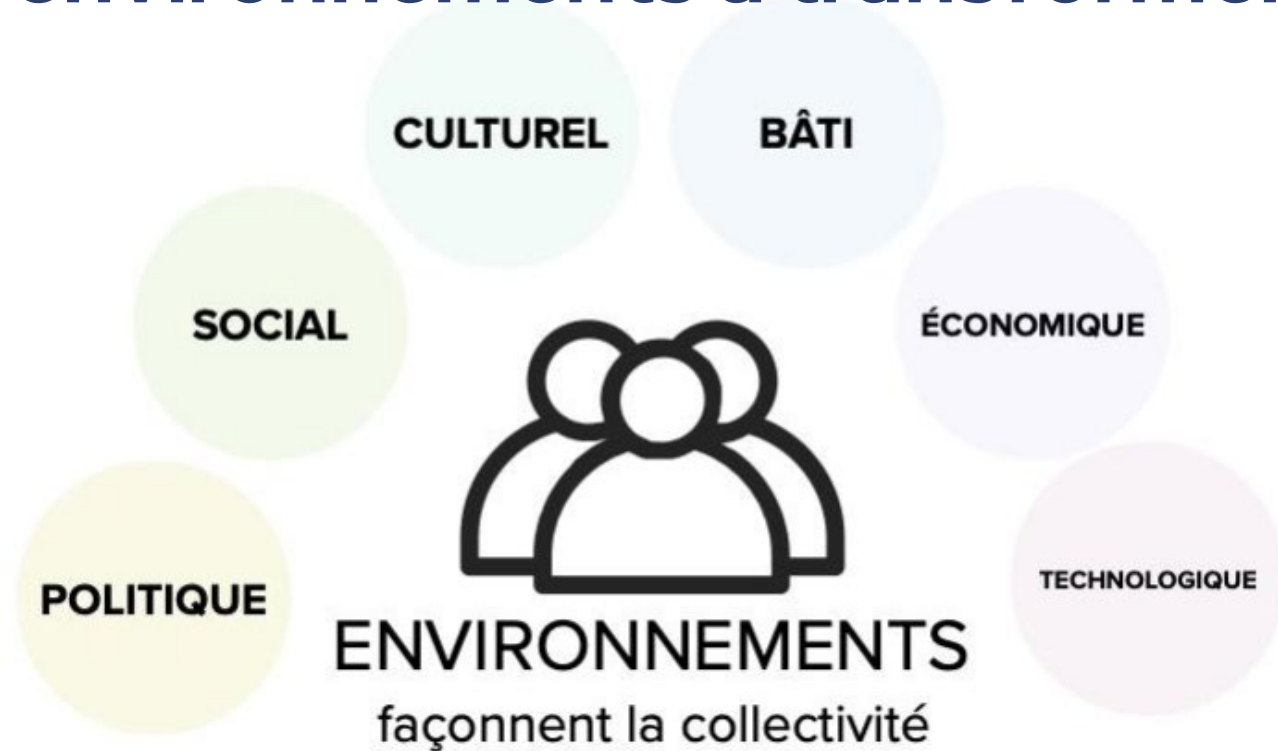 CULTUREL
BÂTI
SOCIAL
ÉCONOMIQUE
POLITIQUE
TECHNOLOGIQUE
ENVIRONNEMENTS
façonnent la collectivité